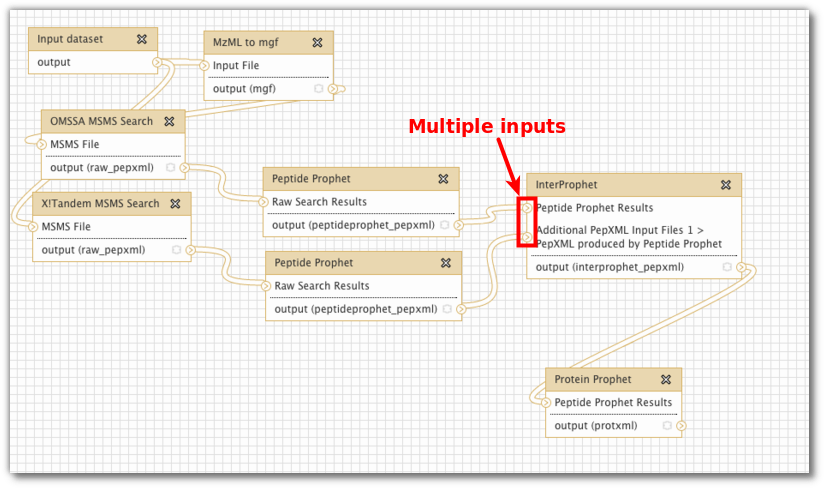 Input dataset
output
MzML to mgf
Input File
output (mgf)
OMSSA MSMS Search
MSMS File
output (raw_pepxml)
X!Tandem MSMS Search
MSMS File
output (raw_pepxml)
Peptide Prophet
Raw Search Results
output (peptideprophet_pepxml)
Peptide Prophet
Raw Search Results
output (peptideprophet_pepxml)
Multiple inputs
InterProphet
Peptide Prophet Results
Additional PepXML Input Files 1 >
PepXML produced by Peptide Prophet
output (interprophet_pepxml)
Protein Prophet
Peptide Prophet Results
output (protxml)